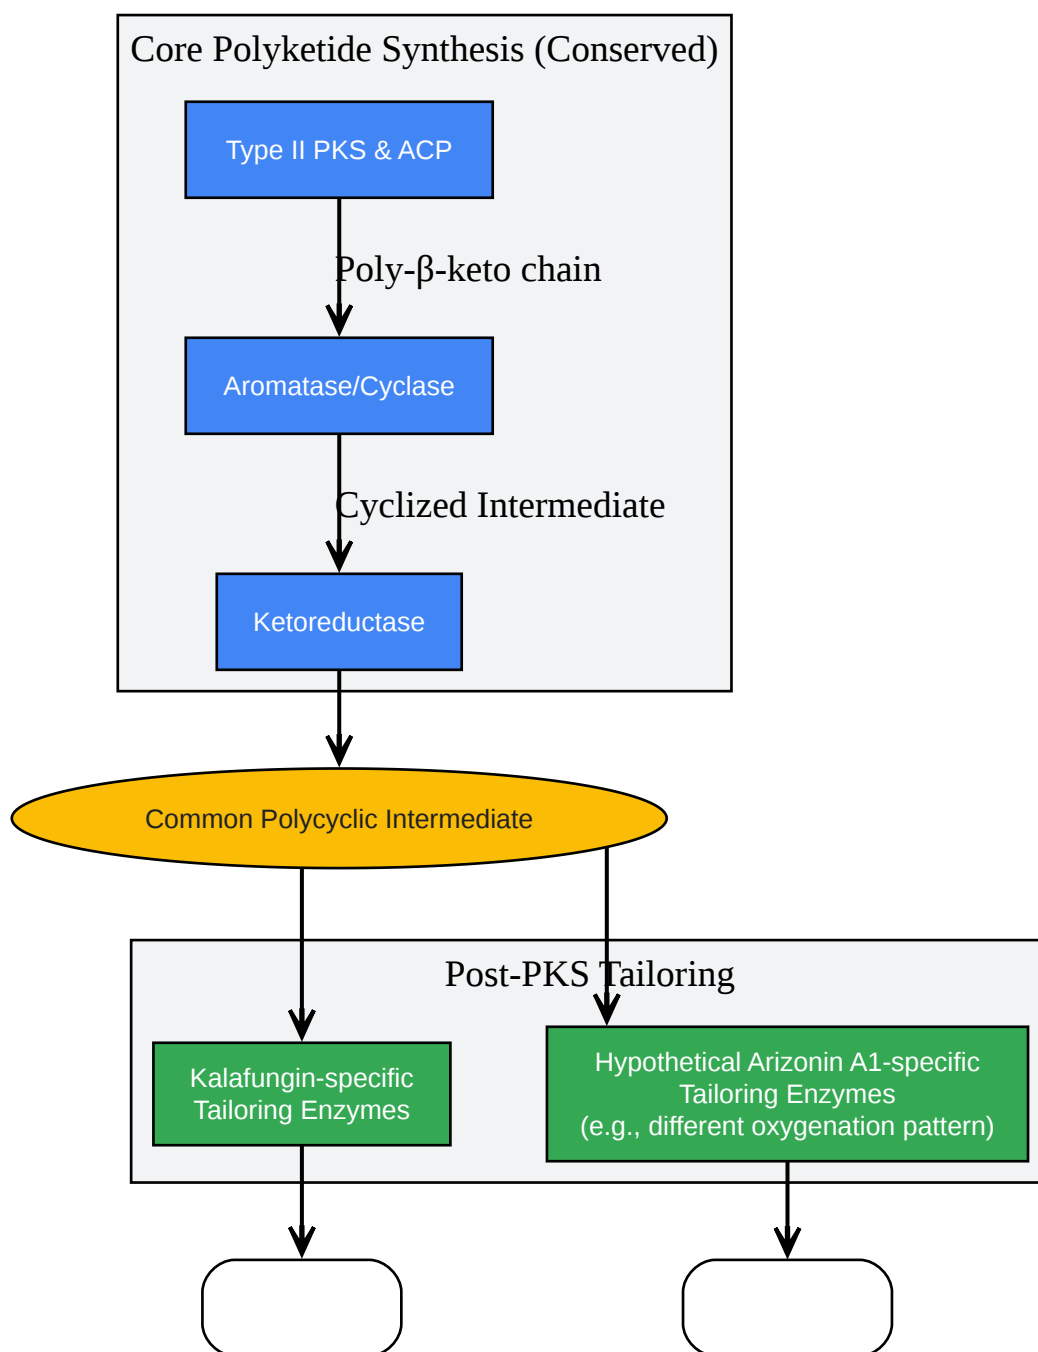 Core Polyketide Synthesis (Conserved)
Type II PKS & ACP
Poly-β-keto chain
Aromatase/Cyclase
Cyclized Intermediate
Ketoreductase
Common Polycyclic Intermediate
Post-PKS Tailoring
Kalafungin-specific
Tailoring Enzymes
Hypothetical Arizonin A1-specific
Tailoring Enzymes
(e.g., different oxygenation pattern)